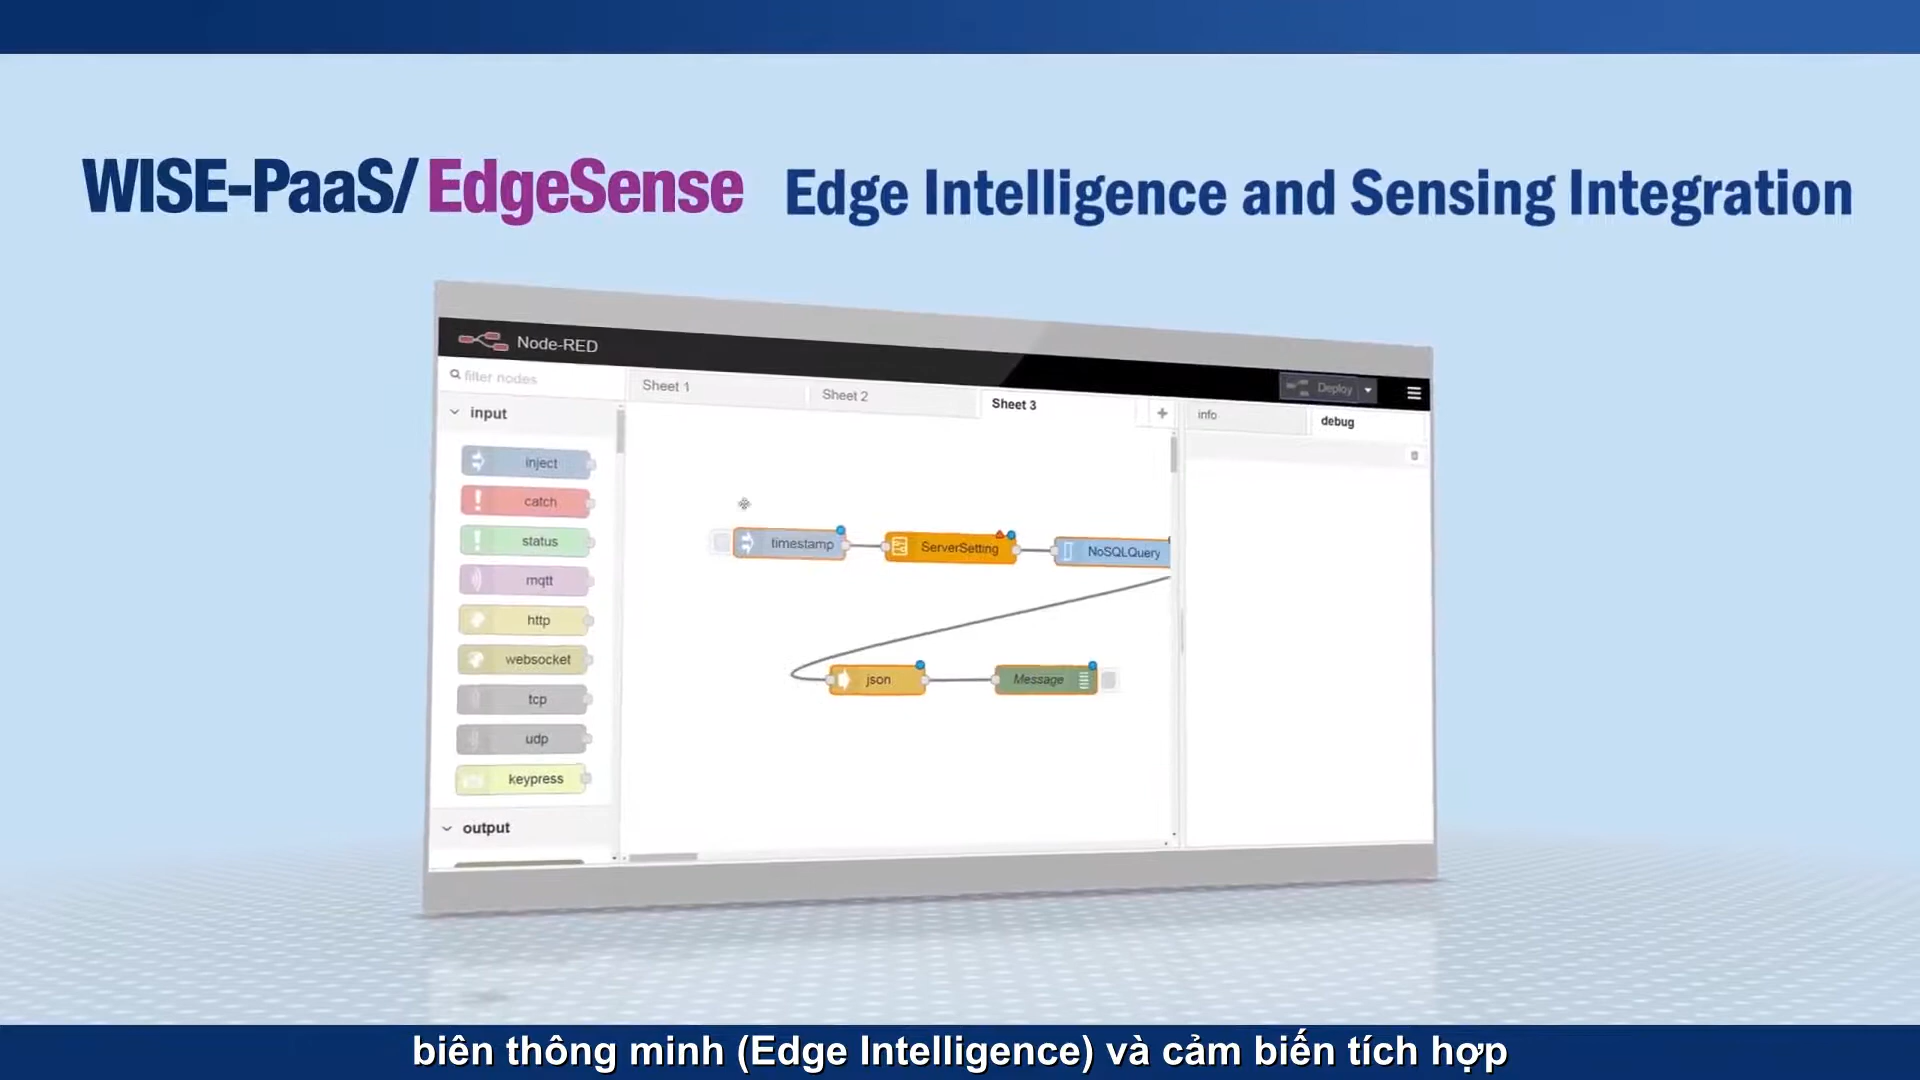 WISE-PaaS/EdgeSense Edge Intelligence and Sensing Integration
Node-RED
Deploy
filter nodes
Sheet 1
Sheet 2
Sheet 3
info
debug
input
inject
catch
status
mqtt
http
websocket
tcp
udp
keypress
output
timestamp
ServerSetting
NoSQLQuery
json
Message
biên thông minh (Edge Intelligence) và cảm biến tích hợp